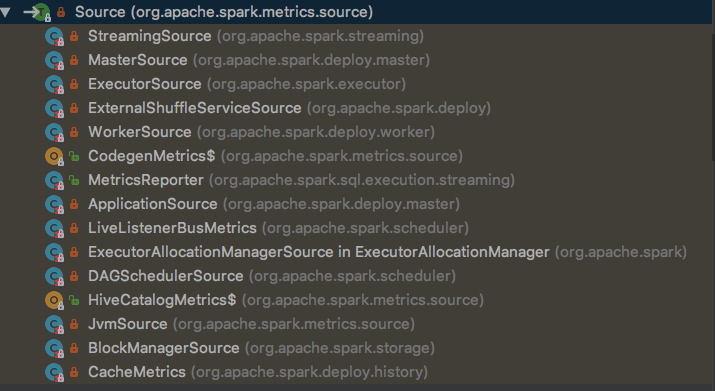 Source (org.apache.spark.metrics.source)
StreamingSource (org.apache.spark.streaming)
MasterSource (org.apache.spark.deploy.master)
ExecutorSource (org.apache.spark.executor)
ExternalShuffleServiceSource (org.apache.spark.deploy)
WorkerSource (org.apache.spark.deploy.worker)
CodegenMetrics$ (org.apache.spark.metrics.source)
MetricsReporter (org.apache.spark.sql.execution.streaming)
ApplicationSource (org.apache.spark.deploy.master)
LiveListenerBusMetrics (org.apache.spark.scheduler)
ExecutorAllocationManagerSource in ExecutorAllocationManager (org.apache.spark)
DAGSchedulerSource (org.apache.spark.scheduler)
HiveCatalogMetrics$ (org.apache.spark.metrics.source)
JvmSource (org.apache.spark.metrics.source)
BlockManagerSource (org.apache.spark.storage)
CacheMetrics (org.apache.spark.deploy.history)